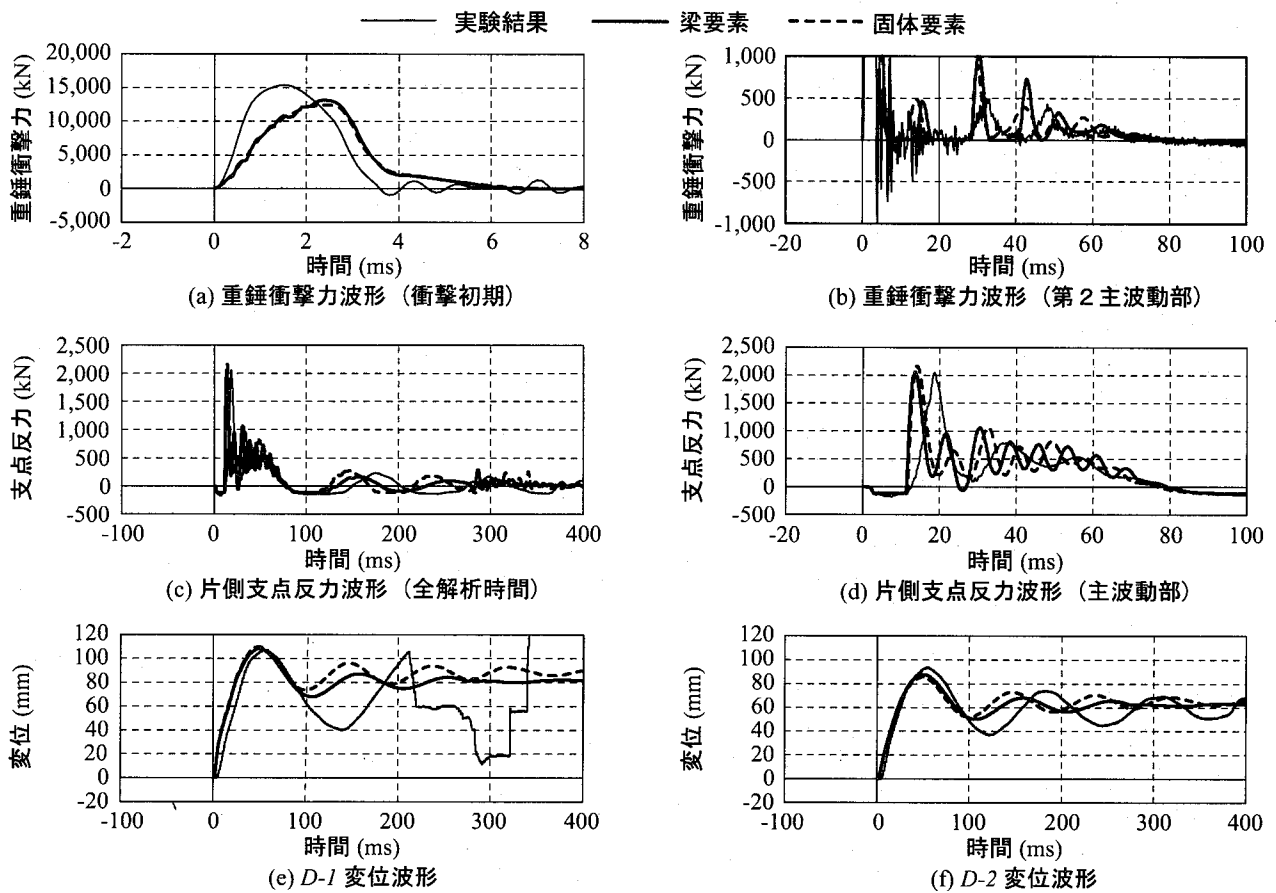 実験結果 梁要素 固体要素
重錘衝撃力 (kN)
20,000
15,000
10,000
5,000
0
-5,000
-2 0 2 4 6 8
時間 (ms)
(a) 重錘衝撃力波形（衝撃初期）
重錘衝撃力 (kN)
1,000
500
0
-500
-1,000
-20 0 20 40 60 80 100
時間 (ms)
(b) 重錘衝撃力波形（第２主波動部）
支点反力 (kN)
2,500
2,000
1,500
1,000
500
0
-500
-100 0 100 200 300 400
時間 (ms)
(c) 片側支点反力波形（全解析時間）
支点反力 (kN)
2,500
2,000
1,500
1,000
500
0
-500
-20 0 20 40 60 80 100
時間 (ms)
(d) 片側支点反力波形（主波動部）
変位 (mm)
120
100
80
60
40
20
0
-20
-100 0 100 200 300 400
時間 (ms)
(e) D-1 変位波形
変位 (mm)
120
100
80
60
40
20
0
-20
-100 0 100 200 300 400
時間 (ms)
(f) D-2 変位波形